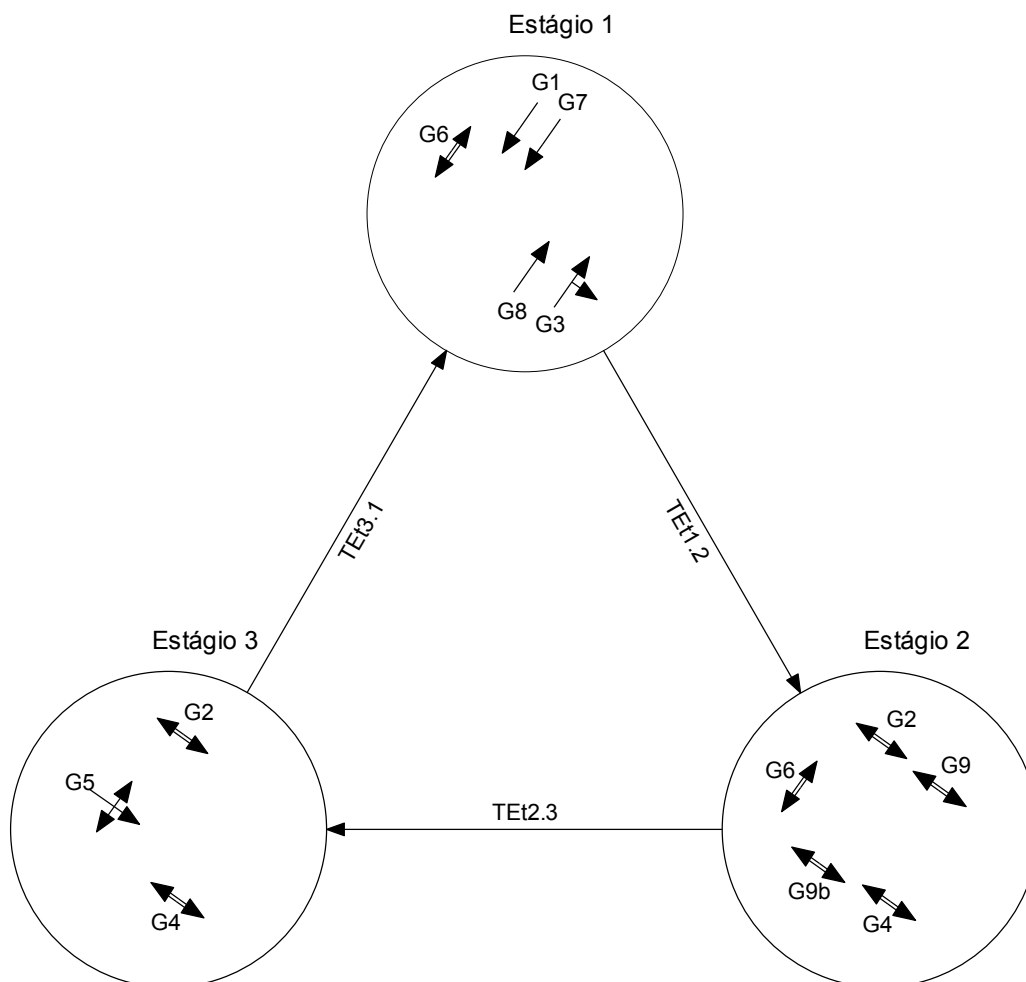 Estágio 1
G1
G7
G6
G8
G3
TEt3.1
TEt1.2
Estágio 3
Estágio 2
G2
G5
G4
TEt2.3
G2
G9
G6
G9b
G4